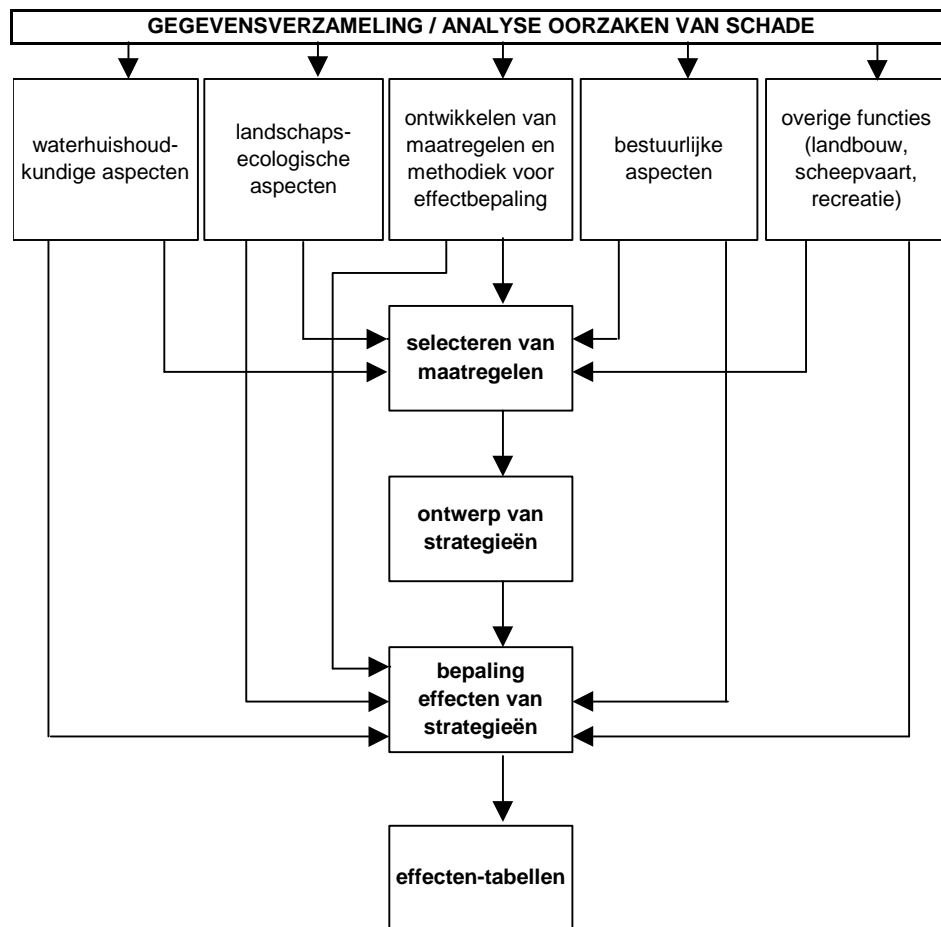 GEGEVENSVERZAMELING / ANALYSE OORZAKEN VAN SCHADE
waterhuishoud-
kundige aspecten
landschaps-
ecologische
aspecten
ontwikkelen van
maatregelen en
methodiek voor
effectbepaling
bestuurlijke
aspecten
overige functies
(landbouw,
scheepvaart,
recreatie)
selecteren van
maatregelen
ontwerp van
strategieën
bepaling
effecten van
strategieën
effecten-tabellen